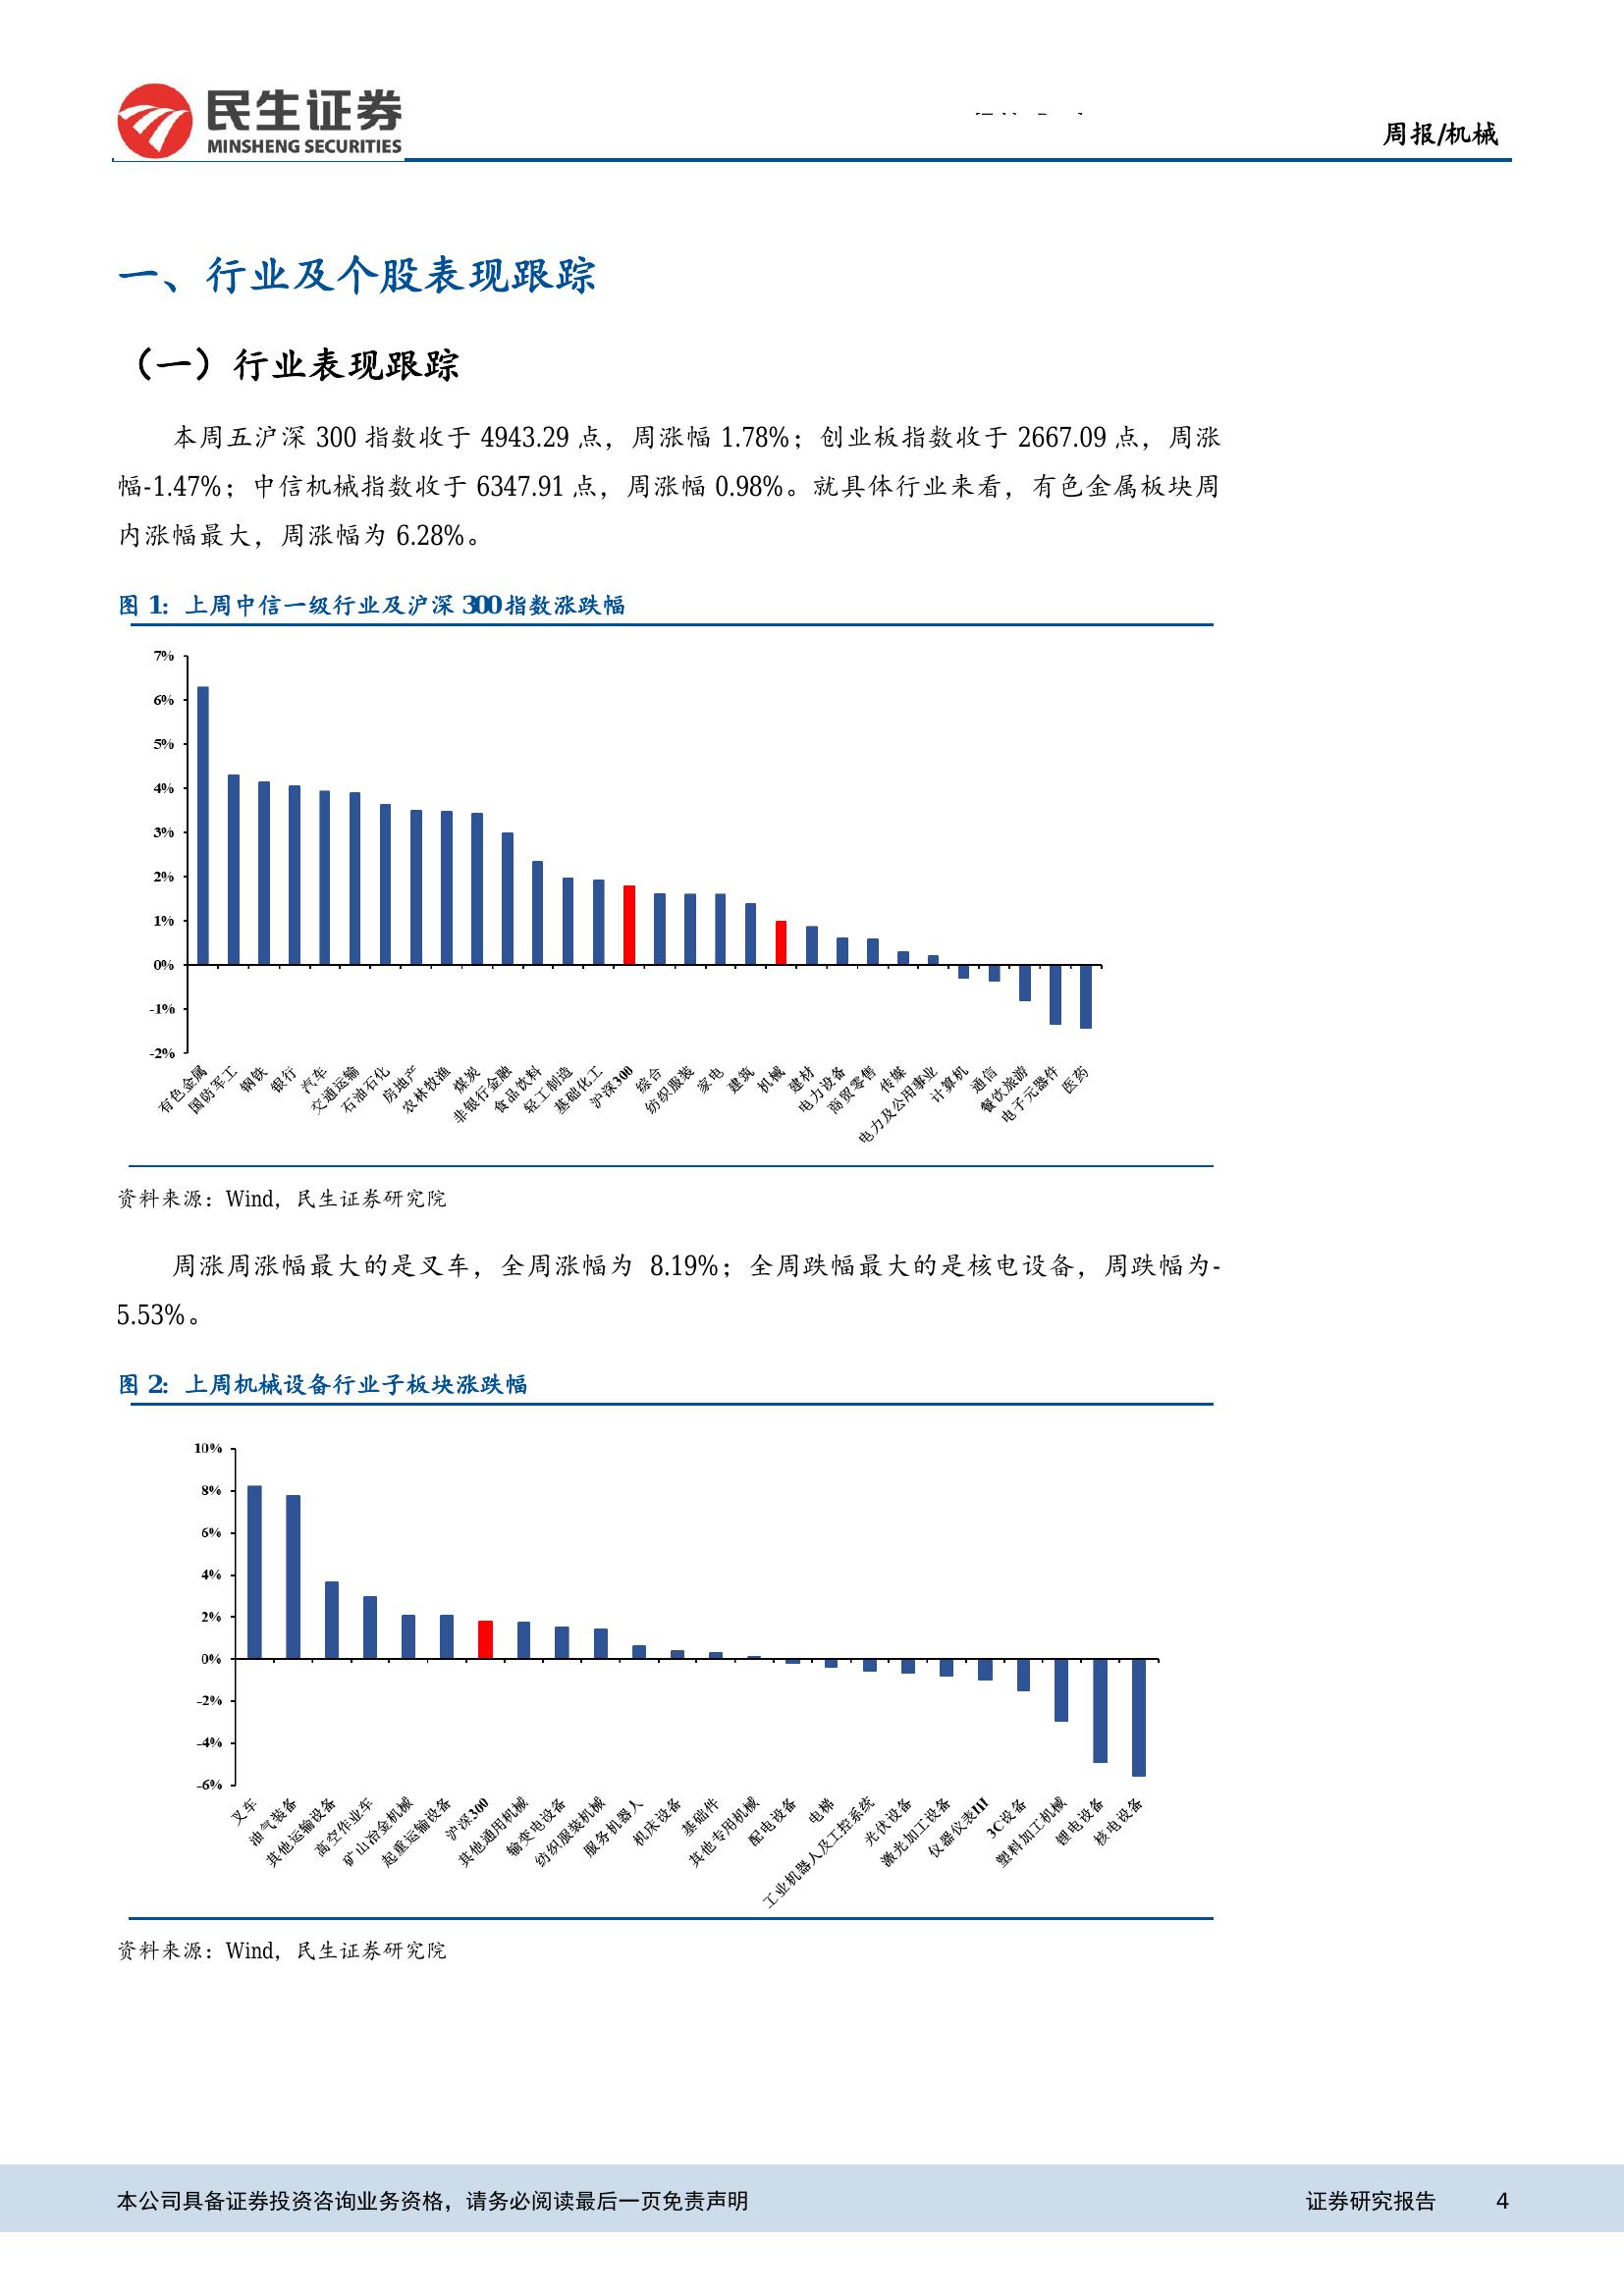 民生证券
MINSHENG SECURITIES
周报/机械
一、行业及个股表现跟踪
（一）行业表现跟踪
本周五沪深 300 指数收于 4943.29 点，周涨幅 1.78%；创业板指数收于 2667.09 点，周涨
幅-1.47%；中信机械指数收于 6347.91 点，周涨幅 0.98%。就具体行业来看，有色金属板块周
内涨幅最大，周涨幅为 6.28%。
图 1：上周中信一级行业及沪深 300 指数涨跌幅
7%
6%
5%
4%
3%
2%
1%
0%
-1%
-2%
有色金属
国防军工
钢铁
银行
汽车
交通运输
石油石化
房地产
农林牧渔
煤炭
非银行金融
食品饮料
轻工制造
基础化工
沪深300
综合
纺织服装
家电
建筑
机械
建材
电力设备
商贸零售
传媒
电力及公用事业
计算机
通信
餐饮旅游
电子元器件
医药
资料来源：Wind，民生证券研究院
周涨周涨幅最大的是叉车，全周涨幅为 8.19%；全周跌幅最大的是核电设备，周跌幅为-
5.53%。
图 2：上周机械设备行业子板块涨跌幅
10%
8%
6%
4%
2%
0%
-2%
-4%
-6%
叉车
油气装备
其他运输设备
高空作业车
矿山冶金机械
起重运输设备
沪深300
其他通用机械
输变电设备
纺织服装机械
服务机器人
机床设备
基础件
其他专用机械
配电设备
电梯
工业机器人及工控系统
光伏设备
激光加工设备
仪器仪表III
3C设备
塑料加工机械
锂电设备
核电设备
资料来源：Wind，民生证券研究院
本公司具备证券投资咨询业务资格，请务必阅读最后一页免责声明
证券研究报告 4